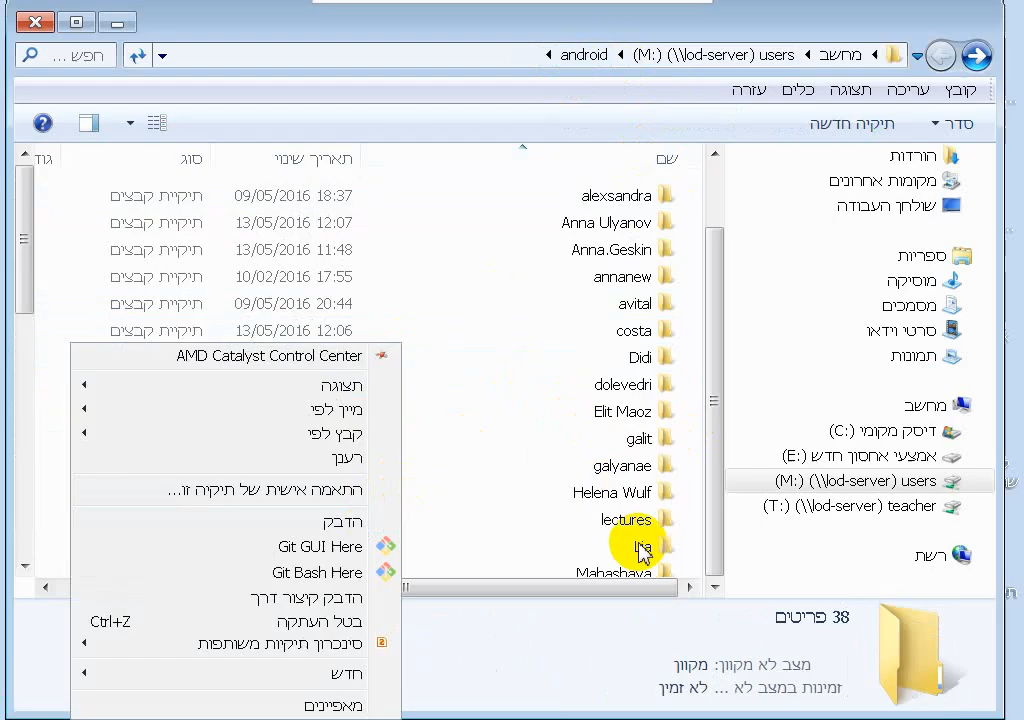 חפש ...
מחשב ◂ users (\\lod-server) (M:) ◂ android
קובץ עריכה תצוגה כלים עזרה
סדר תיקיה חדשה
שם תאריך שינוי סוג גוד
alexsandra 09/05/2016 18:37 תיקיית קבצים
Anna Ulyanov 13/05/2016 12:07 תיקיית קבצים
Anna.Geskin 13/05/2016 11:48 תיקיית קבצים
annanew 10/02/2016 17:55 תיקיית קבצים
avital 09/05/2016 20:44 תיקיית קבצים
costa 13/05/2016 12:06 תיקיית קבצים
Didi
dolevedri
Elit Maoz
galit
galyanae
Helena Wulf
lectures
Lia
Mahashava
הורדות
מקומות אחרונים
שולחן העבודה
ספריות
מוסיקה
מסמכים
סרטי וידאו
תמונות
מחשב
דיסק מקומי (C:)
אמצעי אחסון חדש (E:)
users (\\lod-server) (M:)
teacher (\\lod-server) (T:)
רשת
AMD Catalyst Control Center
תצוגה
מיין לפי
קבץ לפי
רענן
התאמה אישית של תיקיה זו...
הדבק
Git GUI Here
Git Bash Here
הדבק קיצור דרך
בטל העתקה Ctrl+Z
סינכרון תיקיות משותפות
חדש
מאפיינים
38 פריטים
מצב לא מקוון: מקוון
זמינות במצב לא ... לא זמין